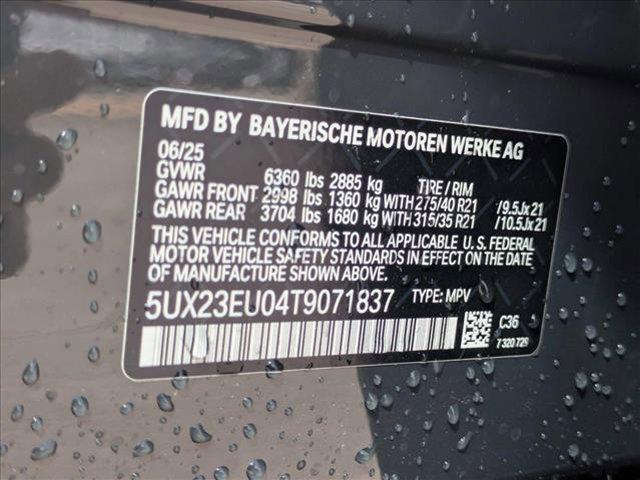 MFD BY BAYERISCHE MOTOREN WERKE AG
06/25
GVWR 6360 lbs 2885 kg TIRE / RIM
GAWR FRONT 2998 lbs 1360 kg WITH 275/40 R21 /9.5Jx21
GAWR REAR 3704 lbs 1680 kg WITH 315/35 R21 /10.5Jx21
THIS VEHICLE CONFORMS TO ALL APPLICABLE U.S. FEDERAL
MOTOR VEHICLE SAFETY STANDARDS IN EFFECT ON THE DATE
OF MANUFACTURE SHOWN ABOVE.
5UX23EU04T9071837 TYPE: MPV
C36
7320729